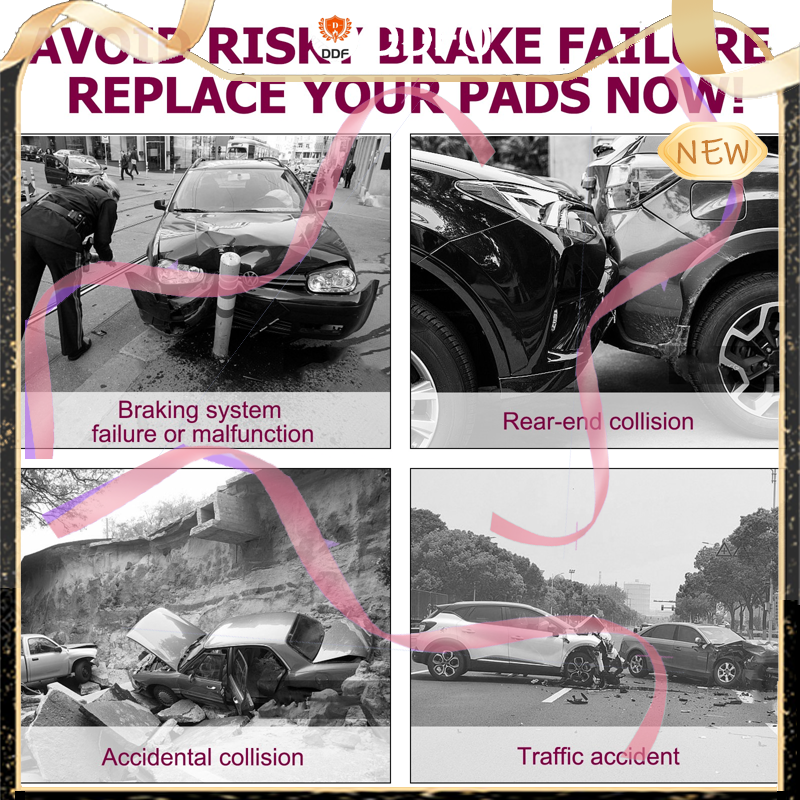 AVOID RISKY BRAKE FAILURE
DDF
REPLACE YOUR PADS NOW!
NEW
Braking system
failure or malfunction
Rear-end collision
Accidental collision
Traffic accident